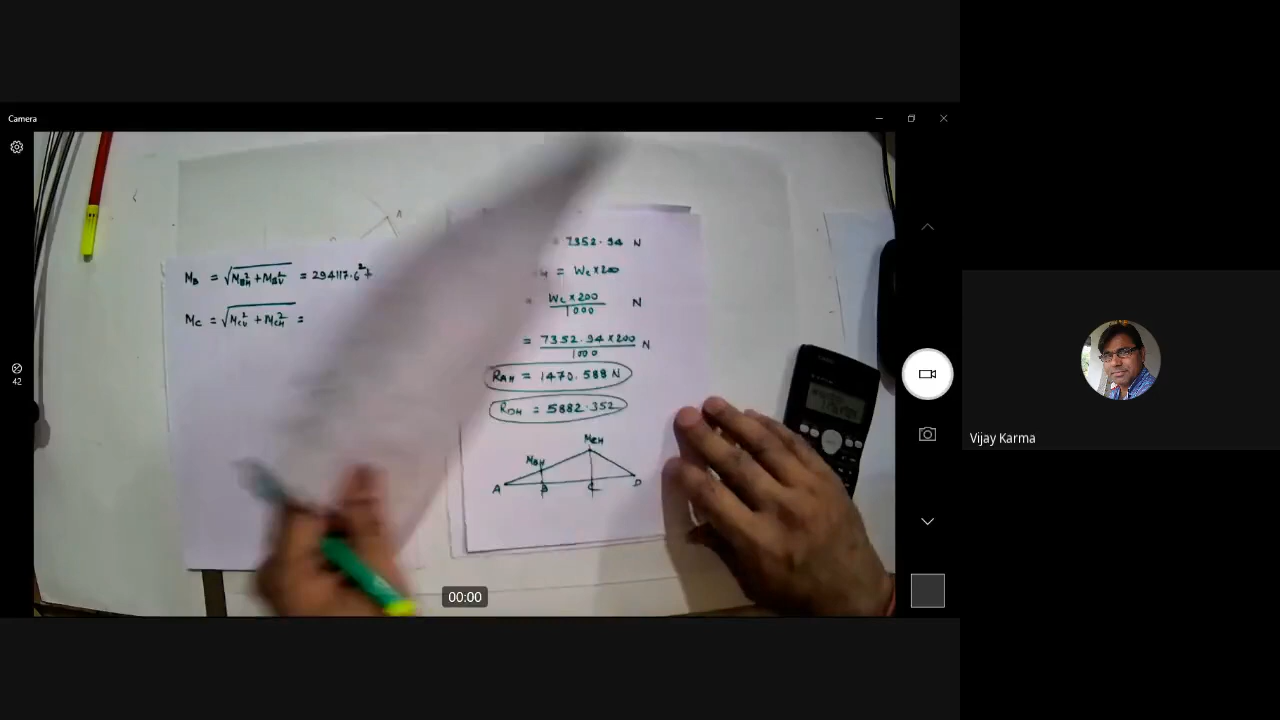 Camera
42
M_B = √(M_BH² + M_BV²) = 294117.6² +
M_C = √(M_CV² + M_CH²) =
= 7352.94 N
= W_C × 200
= W_C × 200 / 1000 N
= 7352.94 × 200 / 1000 N
R_AH = 1470.588 N
R_DH = 5882.352
M_CH
M_BH
A B C D
00:00
Vijay Karma